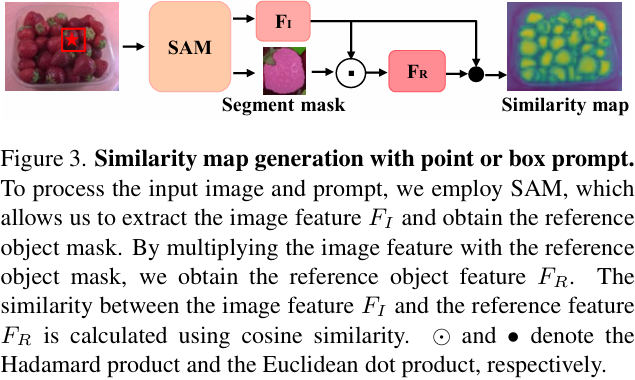 SAM
F_I
F_R
Segment mask
Similarity map
Figure 3. Similarity map generation with point or box prompt.
To process the input image and prompt, we employ SAM, which
allows us to extract the image feature F_I and obtain the reference
object mask. By multiplying the image feature with the reference
object mask, we obtain the reference object feature F_R. The
similarity between the image feature F_I and the reference feature
F_R is calculated using cosine similarity. ⊙ and • denote the
Hadamard product and the Euclidean dot product, respectively.